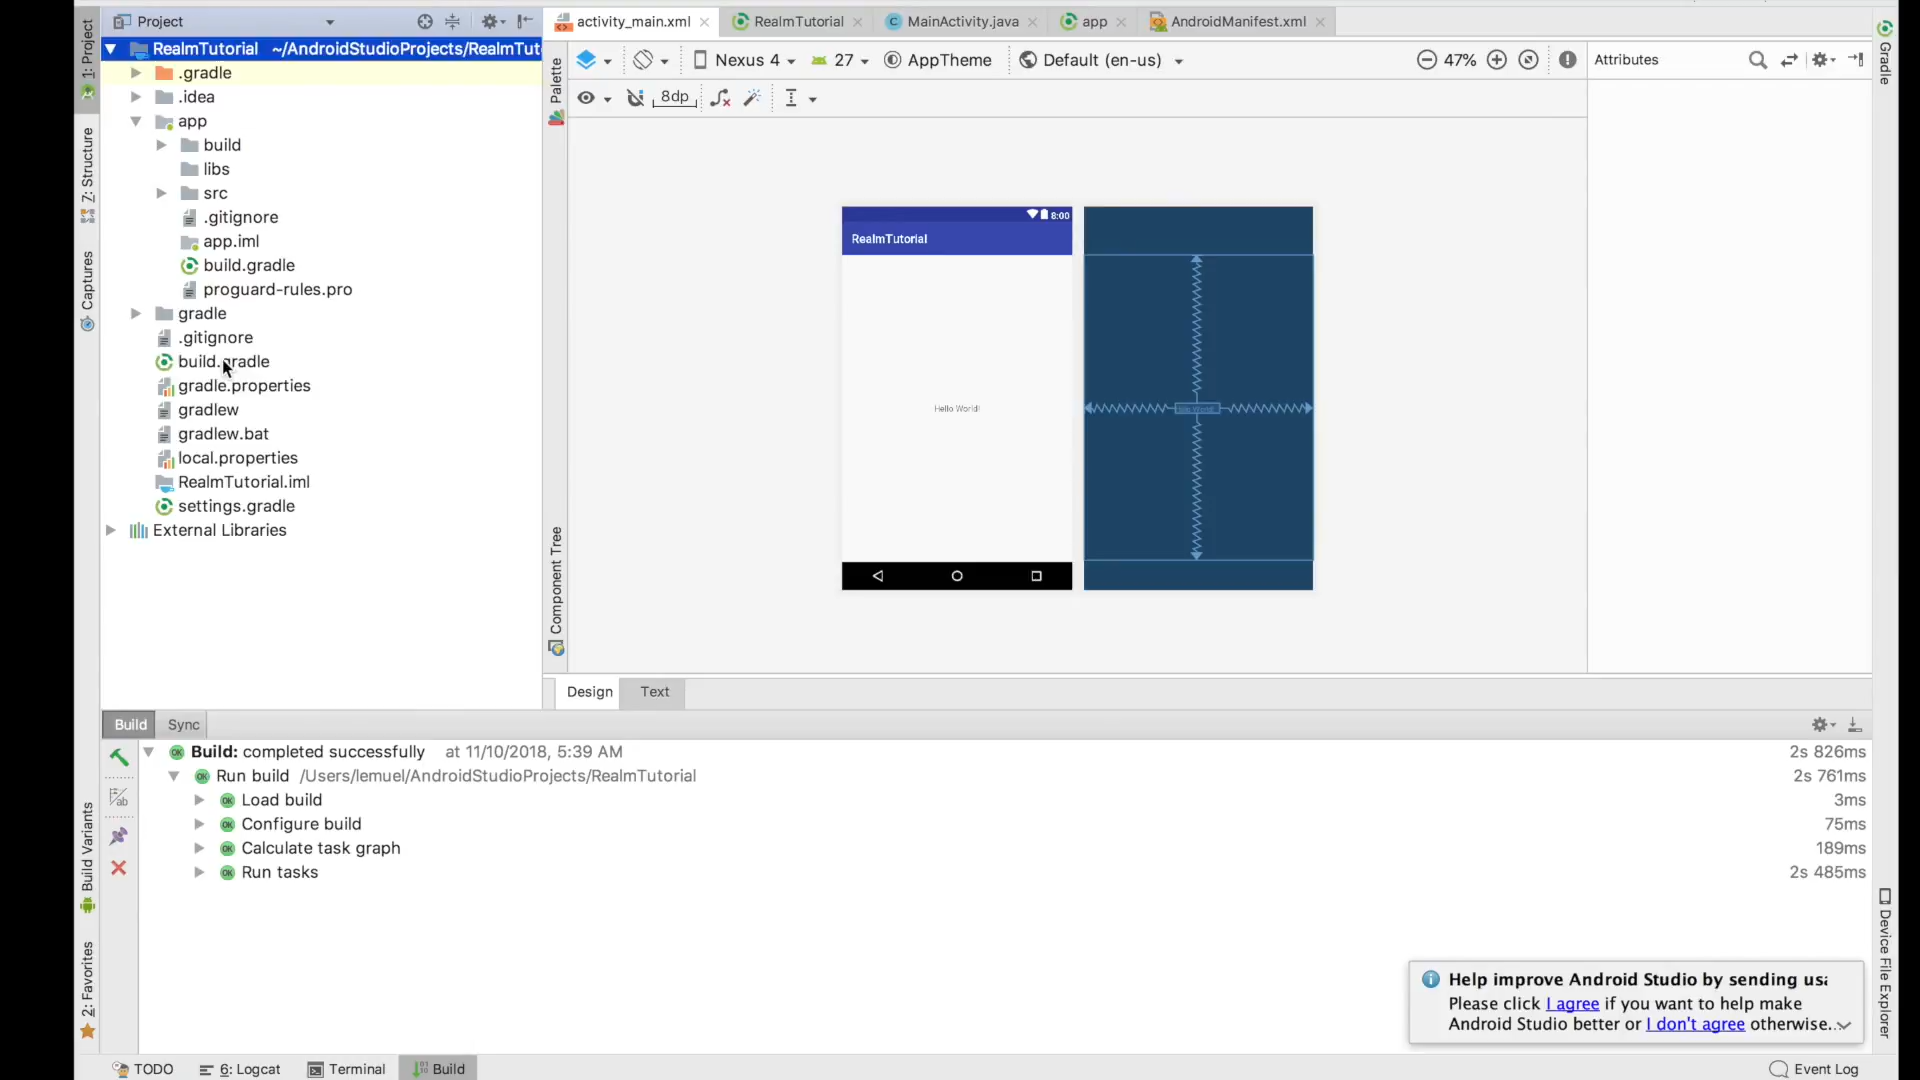 Project
activity_main.xml
RealmTutorial
MainActivity.java
app
AndroidManifest.xml
1: Project
Z: Structure
Captures
Build Variants
2: Favorites
RealmTutorial ~/AndroidStudioProjects/RealmTut
.gradle
.idea
app
build
libs
src
.gitignore
app.iml
build.gradle
proguard-rules.pro
gradle
.gitignore
build.gradle
gradle.properties
gradlew
gradlew.bat
local.properties
RealmTutorial.iml
settings.gradle
External Libraries
Palette
Component Tree
Nexus 4
27
AppTheme
Default (en-us)
47%
8dp
Attributes
Gradle
Device File Explorer
8:00
RealmTutorial
Hello World!
Design
Text
Build
Sync
Build: completed successfully at 11/10/2018, 5:39 AM 2s 826ms
Run build /Users/lemuel/AndroidStudioProjects/RealmTutorial 2s 761ms
Load build 3ms
Configure build 75ms
Calculate task graph 189ms
Run tasks 2s 485ms
Help improve Android Studio by sending usa
Please click I agree if you want to help make
Android Studio better or I don't agree otherwise..
TODO
6: Logcat
Terminal
Build
Event Log